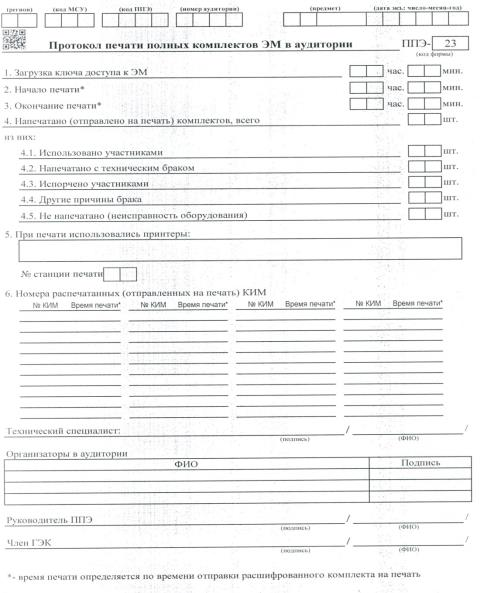 (регион) (код МСУ) (код ППЭ) (номер аудитории) (предмет) (дата экз.: число-месяц-год)
Протокол печати полных комплектов ЭМ в аудитории ППЭ- 23
(код формы)
1. Загрузка ключа доступа к ЭМ час. мин.
2. Начало печати* час. мин.
3. Окончание печати* час. мин.
4. Напечатано (отправлено на печать) комплектов, всего шт.
из них:
4.1. Использовано участниками шт.
4.2. Напечатано с техническим браком шт.
4.3. Испорчено участниками шт.
4.4. Другие причины брака шт.
4.5. Не напечатано (неисправность оборудования) шт.
5. При печати использовались принтеры:
№ станции печати
6. Номера распечатанных (отправленных на печать) КИМ
№ КИМ Время печати* № КИМ Время печати* № КИМ Время печати* № КИМ Время печати*
Технический специалист: / /
(подпись) (ФИО)
Организаторы в аудитории
ФИО Подпись
Руководитель ППЭ / /
(подпись) (ФИО)
Член ГЭК / /
(подпись) (ФИО)
*- время печати определяется по времени отправки расшифрованного комплекта на печать